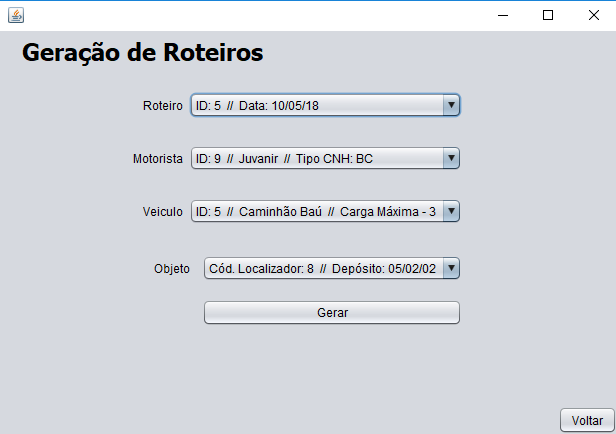 Geração de Roteiros
Roteiro ID: 5 // Data: 10/05/18
Motorista ID: 9 // Juvanir // Tipo CNH: BC
Veiculo ID: 5 // Caminhão Baú // Carga Máxima - 3
Objeto Cód. Localizador: 8 // Depósito: 05/02/02
Gerar
Voltar